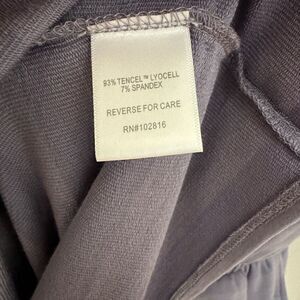 93% TENCEL™ LYOCELL
7% SPANDEX
REVERSE FOR CARE
RN#102816